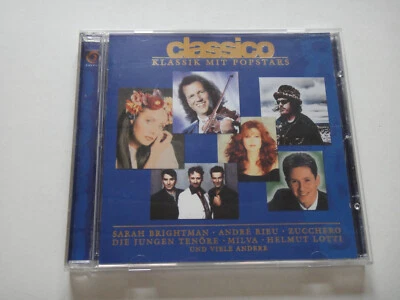 classico
KLASSIK MIT POPSTARS
SARAH BRIGHTMAN · ANDRÉ RIEU · ZUCCHERO
DIE JUNGEN TENÖRE · MILVA · HELMUT LOTTI
UND VIELE ANDERE